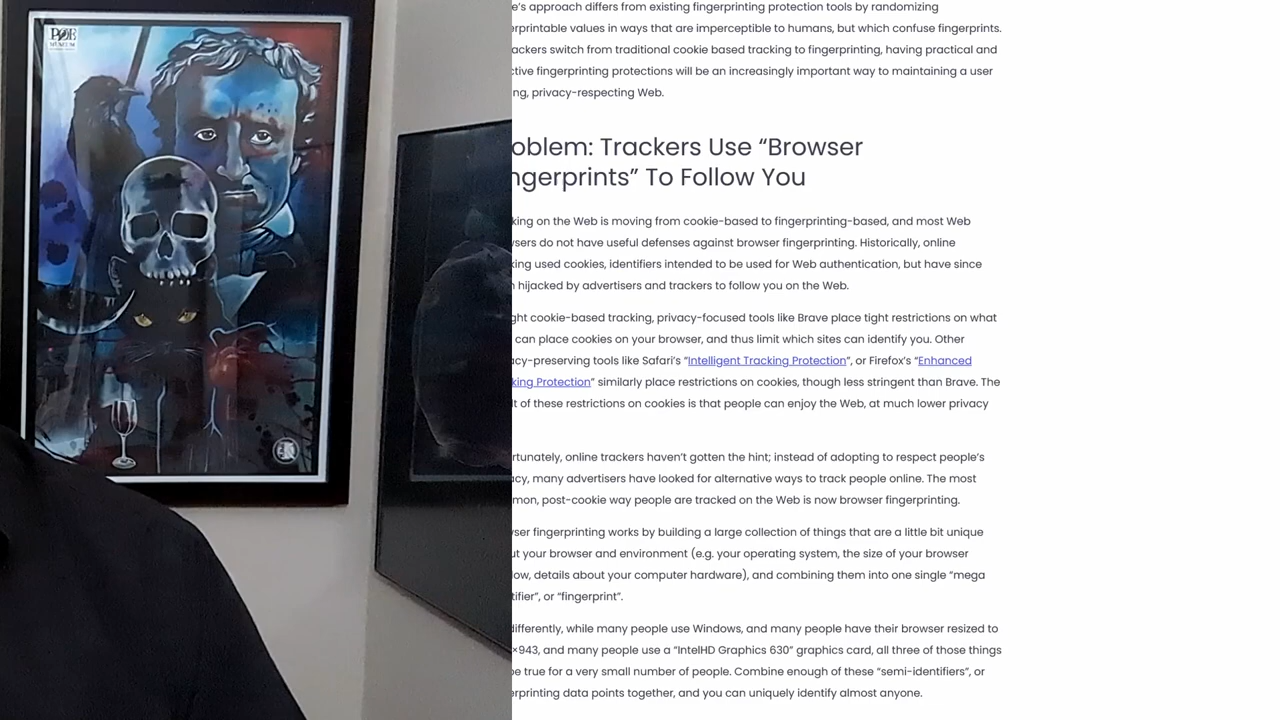 POE
MUSEUM
e's approach differs from existing fingerprinting protection tools by randomizing
erprintable values in ways that are imperceptible to humans, but which confuse fingerprints.
ackers switch from traditional cookie based tracking to fingerprinting, having practical and
ctive fingerprinting protections will be an increasingly important way to maintaining a user
ng, privacy-respecting Web.
oblem: Trackers Use “Browser
ngerprints” To Follow You
king on the Web is moving from cookie-based to fingerprinting-based, and most Web
wsers do not have useful defenses against browser fingerprinting. Historically, online
king used cookies, identifiers intended to be used for Web authentication, but have since
n hijacked by advertisers and trackers to follow you on the Web.
ght cookie-based tracking, privacy-focused tools like Brave place tight restrictions on what
can place cookies on your browser, and thus limit which sites can identify you. Other
acy-preserving tools like Safari's “Intelligent Tracking Protection”, or Firefox's “Enhanced
king Protection” similarly place restrictions on cookies, though less stringent than Brave. The
lt of these restrictions on cookies is that people can enjoy the Web, at much lower privacy
rtunately, online trackers haven't gotten the hint; instead of adopting to respect people's
acy, many advertisers have looked for alternative ways to track people online. The most
mon, post-cookie way people are tracked on the Web is now browser fingerprinting.
wser fingerprinting works by building a large collection of things that are a little bit unique
ut your browser and environment (e.g. your operating system, the size of your browser
low, details about your computer hardware), and combining them into one single “mega
tifier”, or “fingerprint”.
differently, while many people use Windows, and many people have their browser resized to
×943, and many people use a “IntelHD Graphics 630” graphics card, all three of those things
be true for a very small number of people. Combine enough of these “semi-identifiers”, or
erprinting data points together, and you can uniquely identify almost anyone.